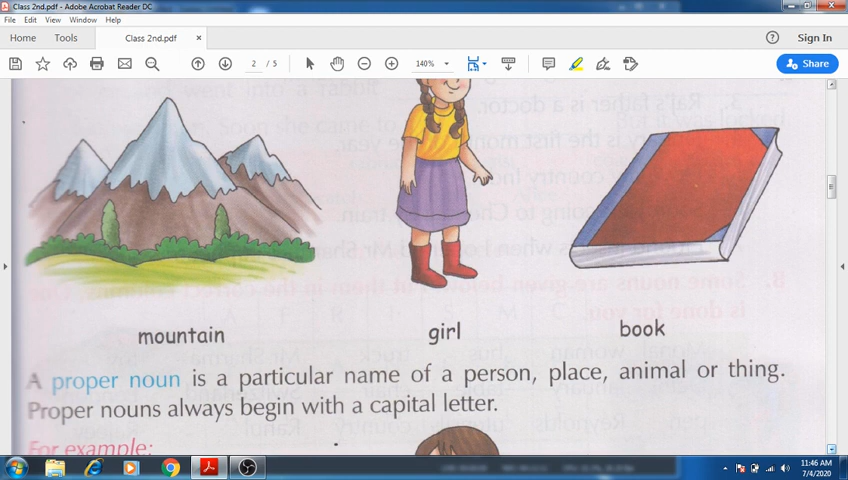 Class 2nd.pdf - Adobe Acrobat Reader DC
File Edit View Window Help
Home Tools Class 2nd.pdf × Sign In
2 / 5 140% Share
mountain girl book
A proper noun is a particular name of a person, place, animal or thing.
Proper nouns always begin with a capital letter.
For example:
11:46 AM
7/4/2020